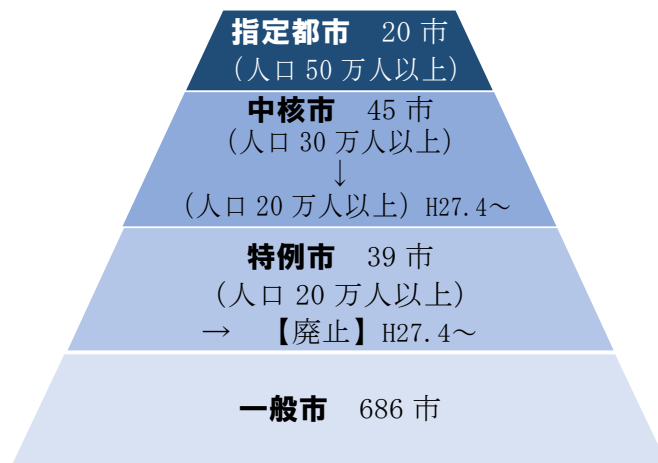 指定都市　20 市
（人口 50 万人以上）
中核市　45 市
（人口 30 万人以上）
↓
（人口 20 万人以上）H27.4～
特例市　39 市
（人口 20 万人以上）
→　【廃止】H27.4～
一般市　686 市